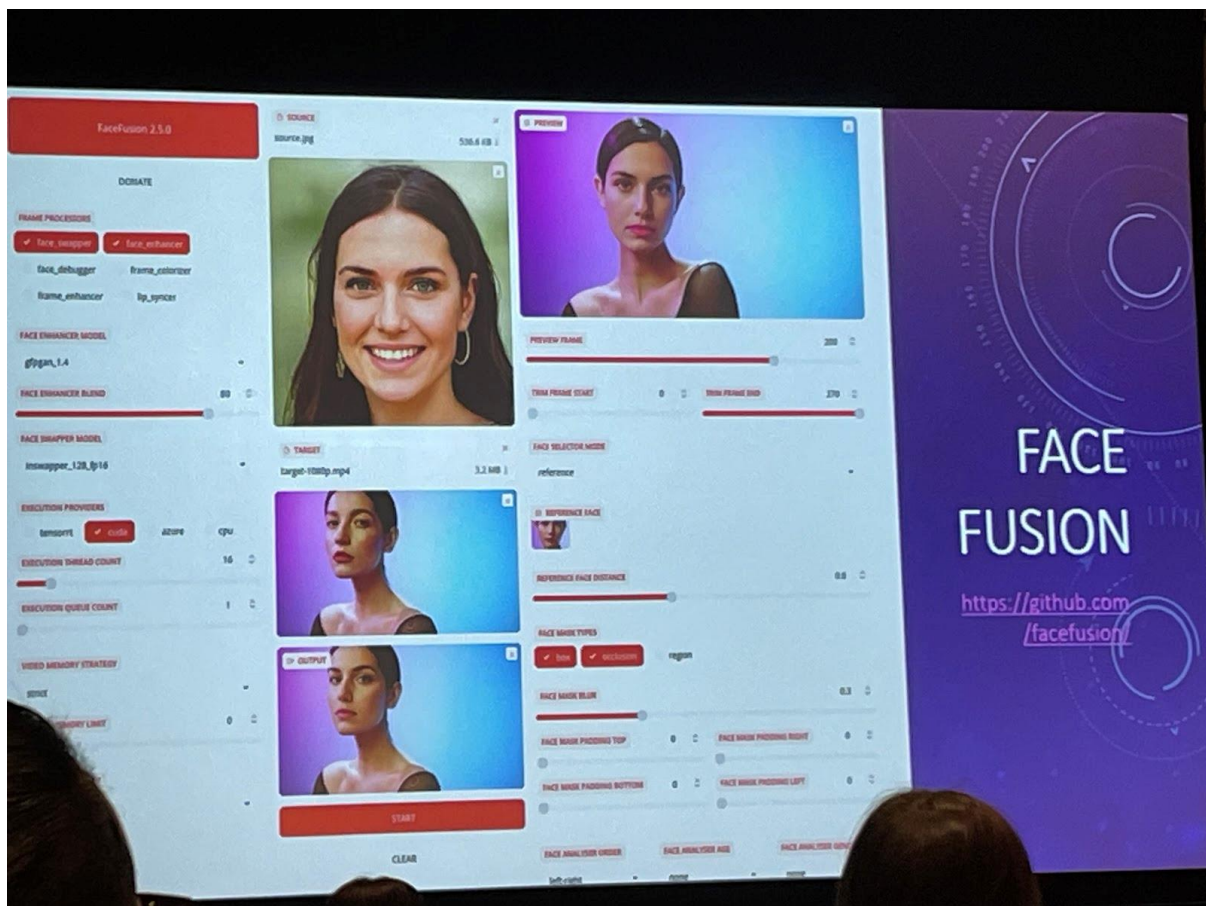 FaceFusion 2.5.0
DONATE
FRAME PROCESSORS
face_swapper face_enhancer
face_debugger frame_colorizer
frame_enhancer lip_syncer
FACE ENHANCER MODEL
gfpgan_1.4
FACE ENHANCER BLEND 80
FACE SWAPPER MODEL
inswapper_128_fp16
EXECUTION PROVIDERS
tensorrt cuda azure cpu
EXECUTION THREAD COUNT 16
EXECUTION QUEUE COUNT 1
VIDEO MEMORY STRATEGY
strict
MEMORY LIMIT 0
SOURCE
source.jpg 536.6 KB
TARGET
target-1080p.mp4 3.2 MB
OUTPUT
START
CLEAR
PREVIEW
PREVIEW FRAME 200
TRIM FRAME START 0 TRIM FRAME END 270
FACE SELECTOR MODE
reference
REFERENCE FACE
REFERENCE FACE DISTANCE 0.6
FACE MASK TYPES
box occlusion region
FACE MASK BLUR 0.3
FACE MASK PADDING TOP 0 FACE MASK PADDING RIGHT 0
FACE MASK PADDING BOTTOM 0 FACE MASK PADDING LEFT 0
FACE ANALYSER ORDER FACE ANALYSER AGE FACE ANALYSER
left-right none none
FACE
FUSION
https://github.com
/facefusion/